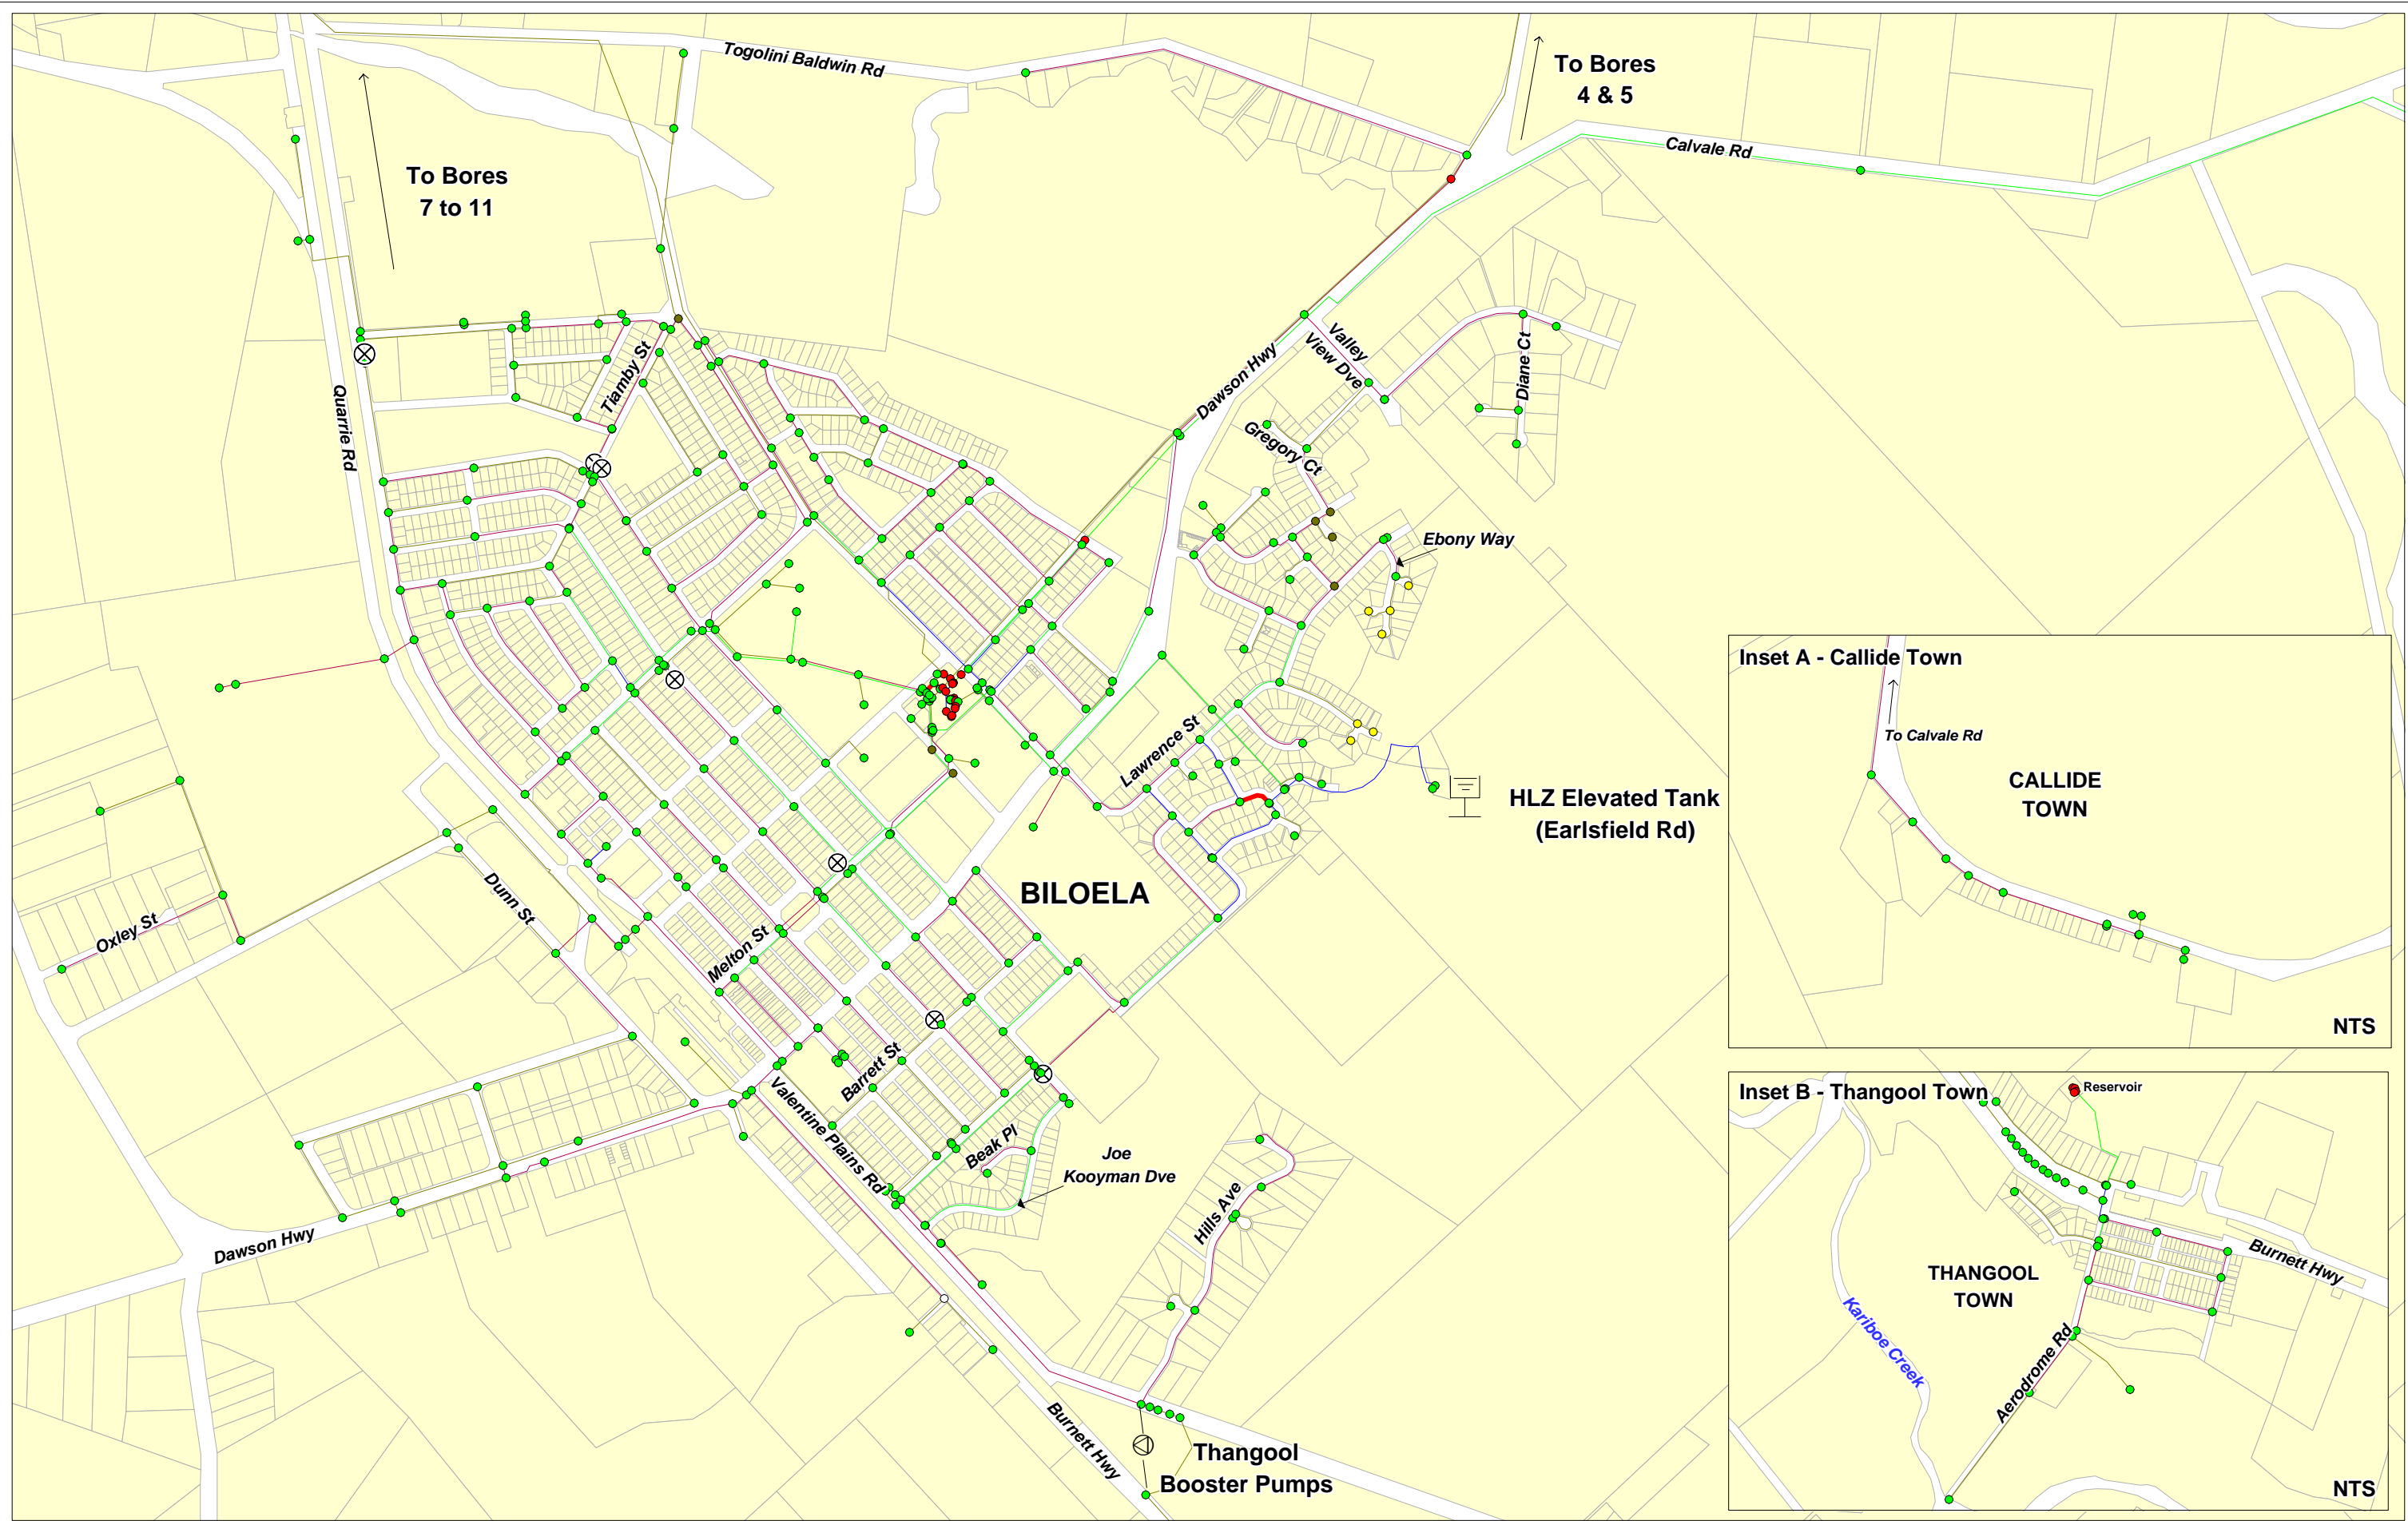 Togolini Baldwin Rd
To Bores
4 & 5
Calvale Rd
To Bores
7 to 11
Quarrie Rd
Tiamby St
Dawson Hwy
Valley
View Dve
Diane Ct
Gregory Ct
Ebony Way
Lawrence St
HLZ Elevated Tank
(Earlsfield Rd)
BILOELA
Dunn St
Oxley St
Melton St
Barrett St
Valentine Plains Rd
Beak Pl
Joe
Kooyman Dve
Hills Ave
Dawson Hwy
Burnett Hwy
Thangool
Booster Pumps
Inset A - Callide Town
To Calvale Rd
CALLIDE
TOWN
NTS
Inset B - Thangool Town
Reservoir
Burnett Hwy
THANGOOL
TOWN
Kariboe Creek
Aerodrome Rd
NTS